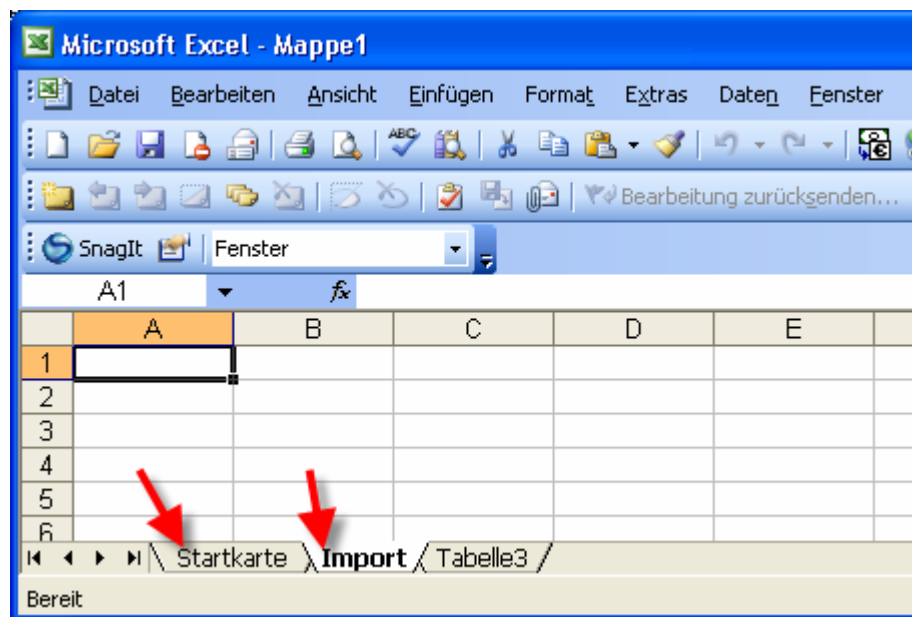 Microsoft Excel - Mappe1
Datei Bearbeiten Ansicht Einfügen Format Extras Daten Fenster
ABC
Bearbeitung zurücksenden...
SnagIt Fenster
A1 fx
A B C D E
1
2
3
4
5
6
Startkarte Import Tabelle3
Bereit